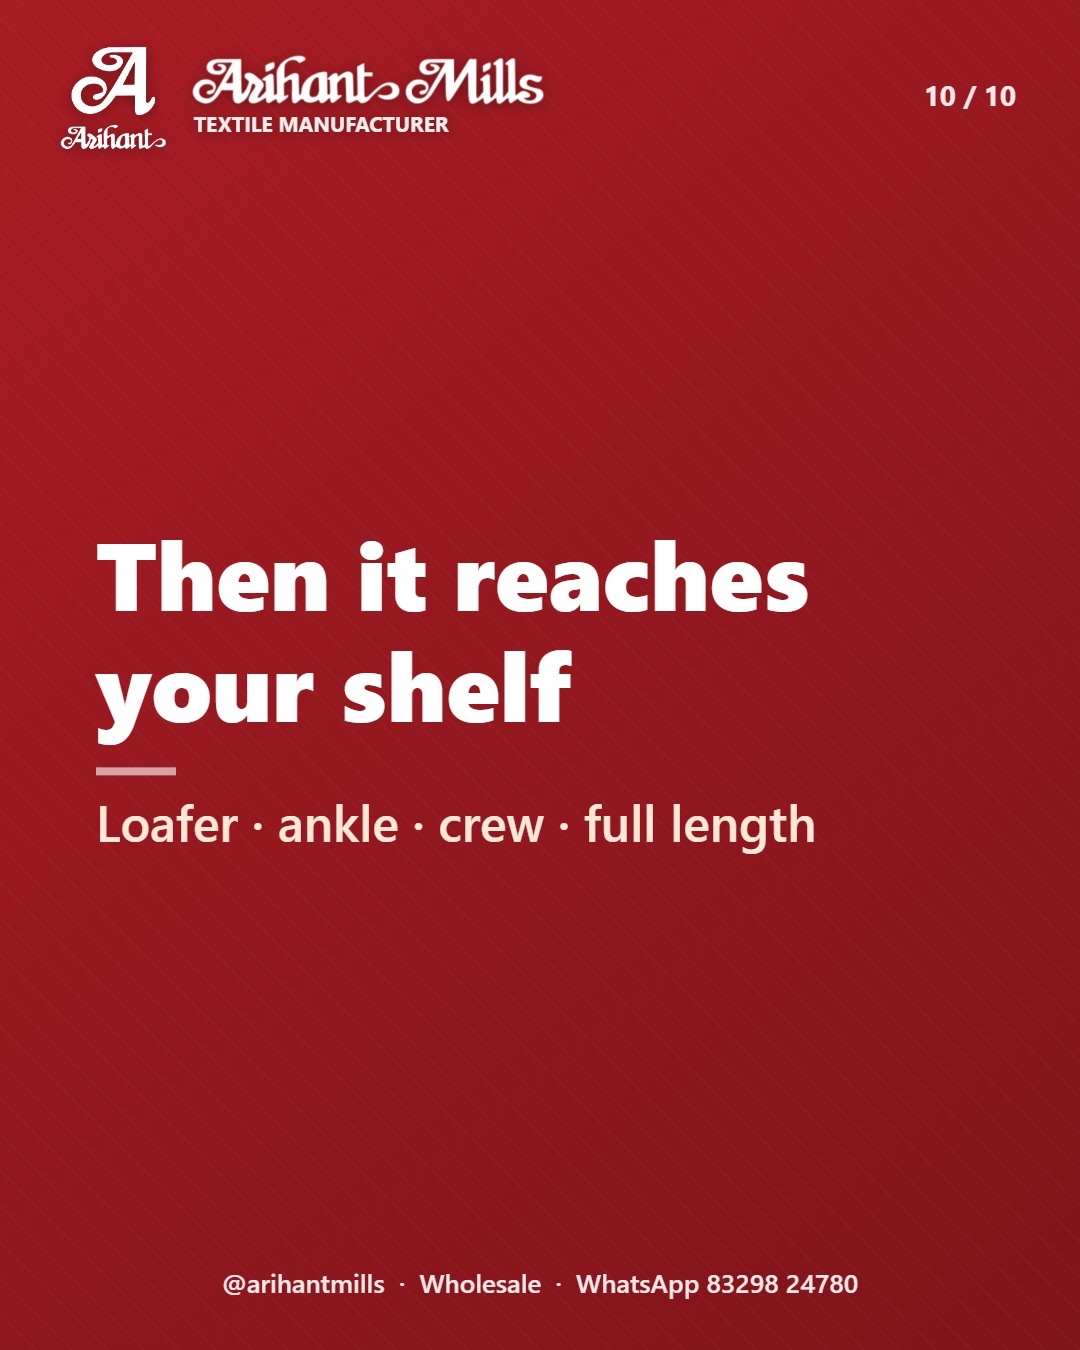 A
Arihant
Arihant Mills
TEXTILE MANUFACTURER
10 / 10
Then it reaches
your shelf
Loafer · ankle · crew · full length
@arihantmills · Wholesale · WhatsApp 83298 24780